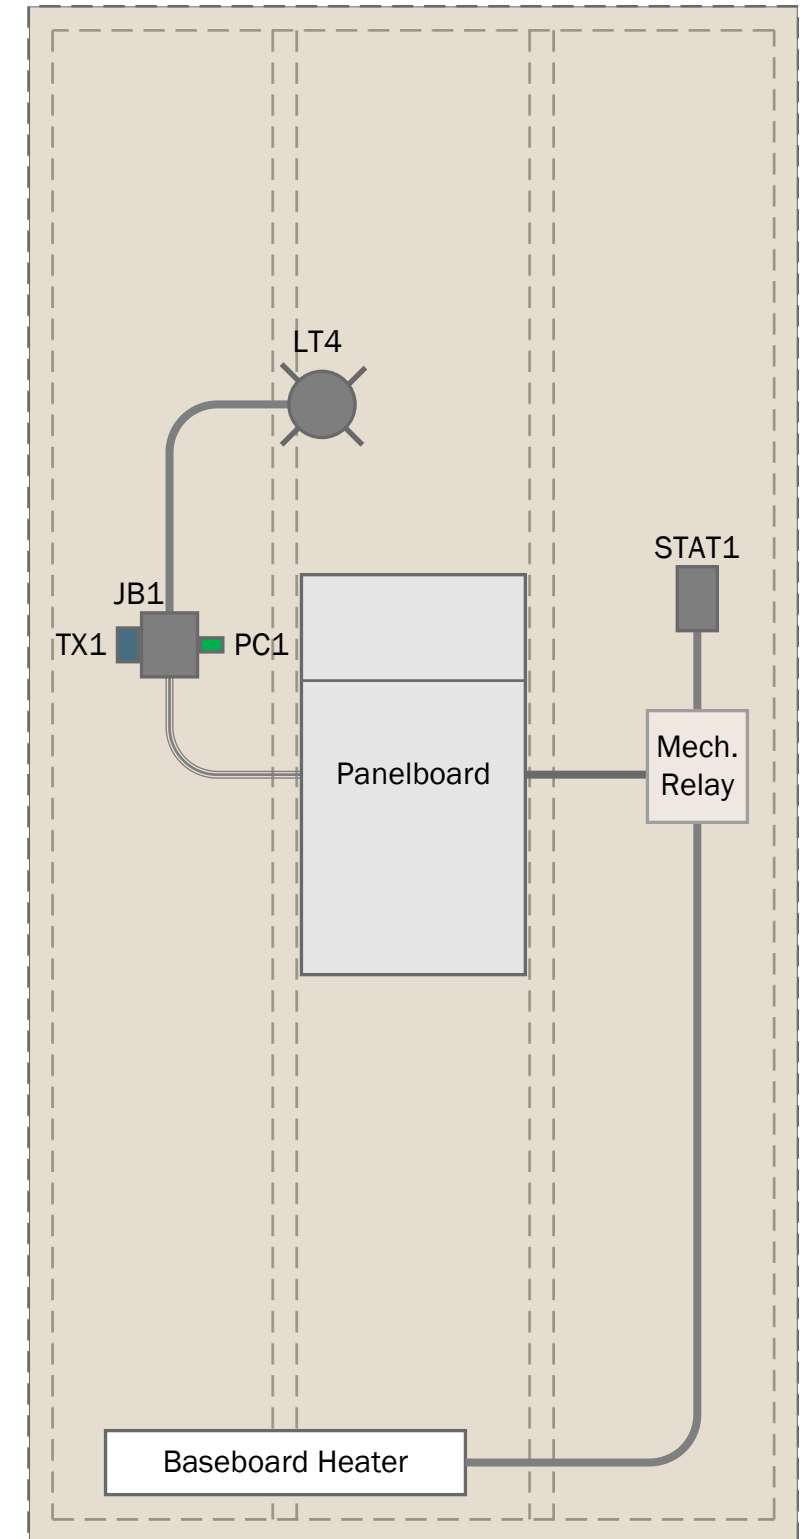 LT4
STAT1
JB1
TX1
PC1
Mech.
Relay
Panelboard
Baseboard Heater